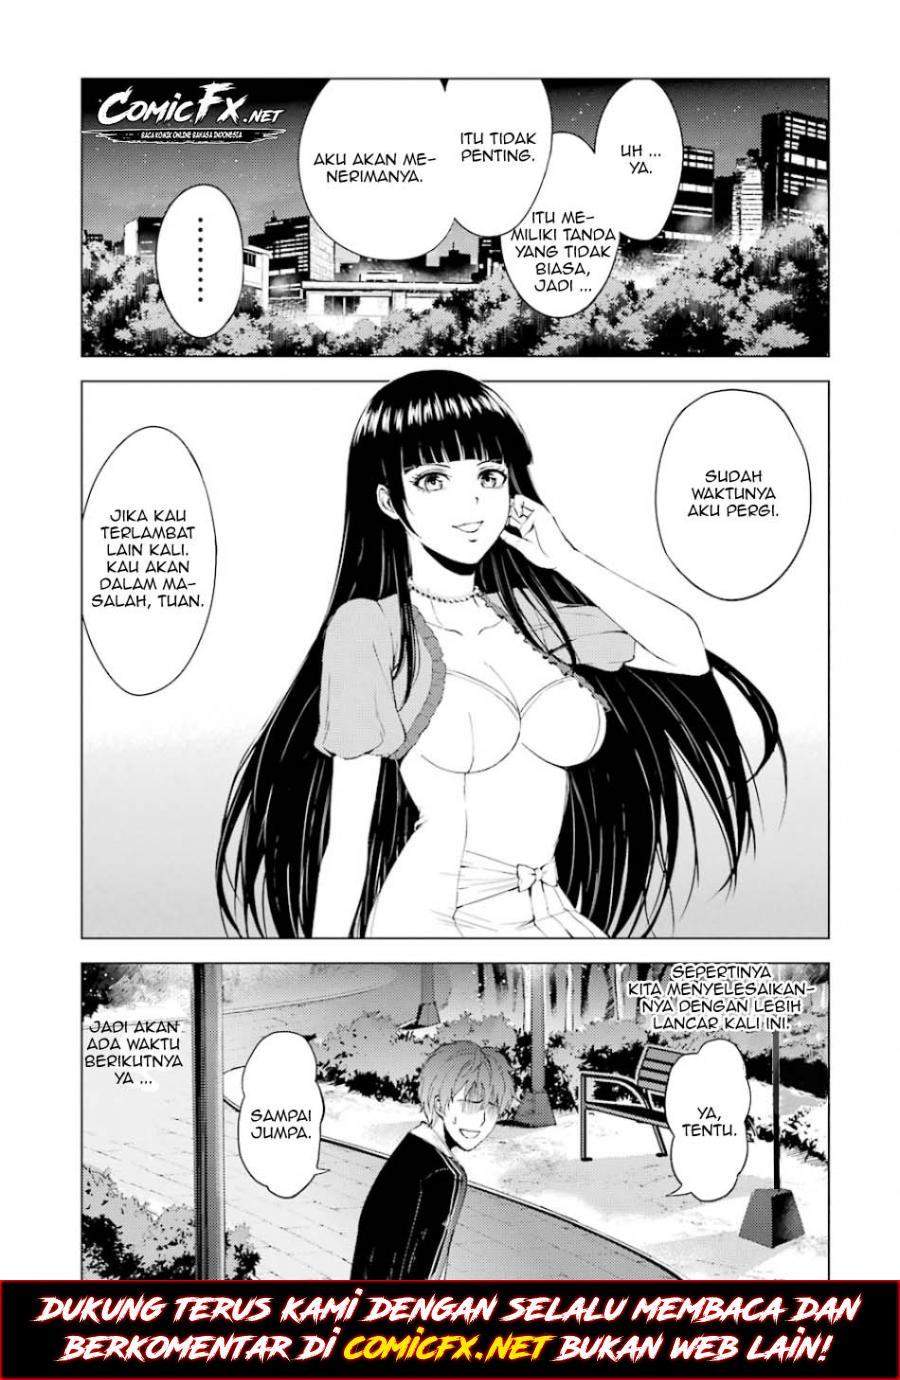 COMICFX.NET
BACA KOMIK ONLINE BAHASA INDONESIA
UH ...
YA.
ITU ME-
MILIKI TANDA
YANG TIDAK
BIASA,
JADI ...
ITU TIDAK
PENTING.
AKU AKAN ME-
NERIMANYA.
.........
SUDAH
WAKTUNYA
AKU PERGI.
JIKA KAU
TERLAMBAT
LAIN KALI.
KAU AKAN
DALAM MA-
SALAH, TUAN.
SEPERTINYA
KITA MENYELESAIKAN-
NYA DENGAN LEBIH
LANCAR KALI INI.
YA,
TENTU.
SAMPAI
JUMPA.
JADI AKAN
ADA WAKTU
BERIKUTNYA
YA ...
DUKUNG TERUS KAMI DENGAN SELALU MEMBACA DAN
BERKOMENTAR DI COMICFX.NET BUKAN WEB LAIN!